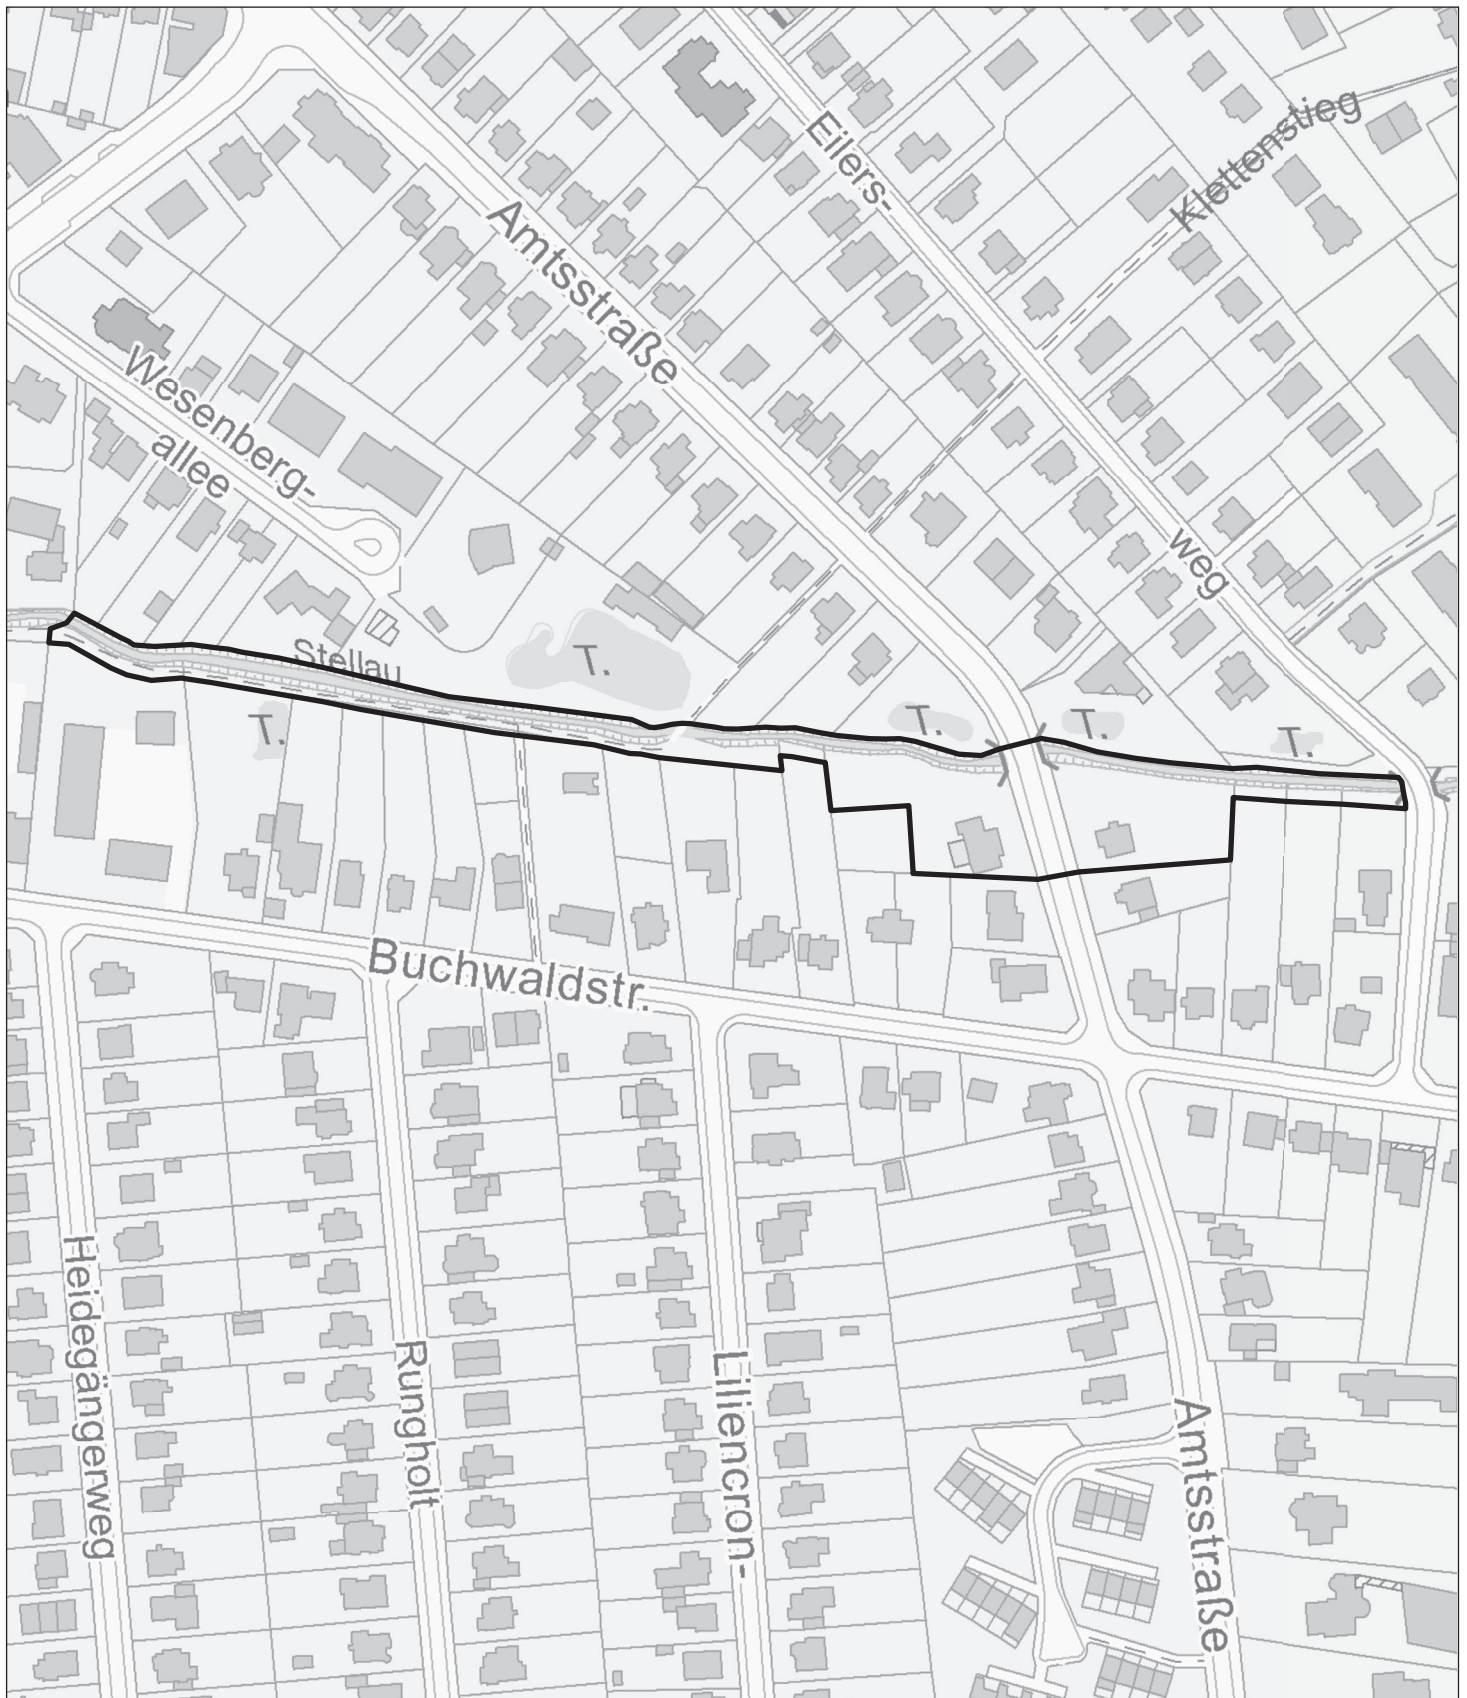 Klettenstieg
Eilers-
Amtsstraße
Wesenberg-
allee
weg
Stellau
T.
T.
T.
T.
T.
Buchwaldstr.
Heidegängerweg
Rungholt
Liliencron-
Amtsstraße